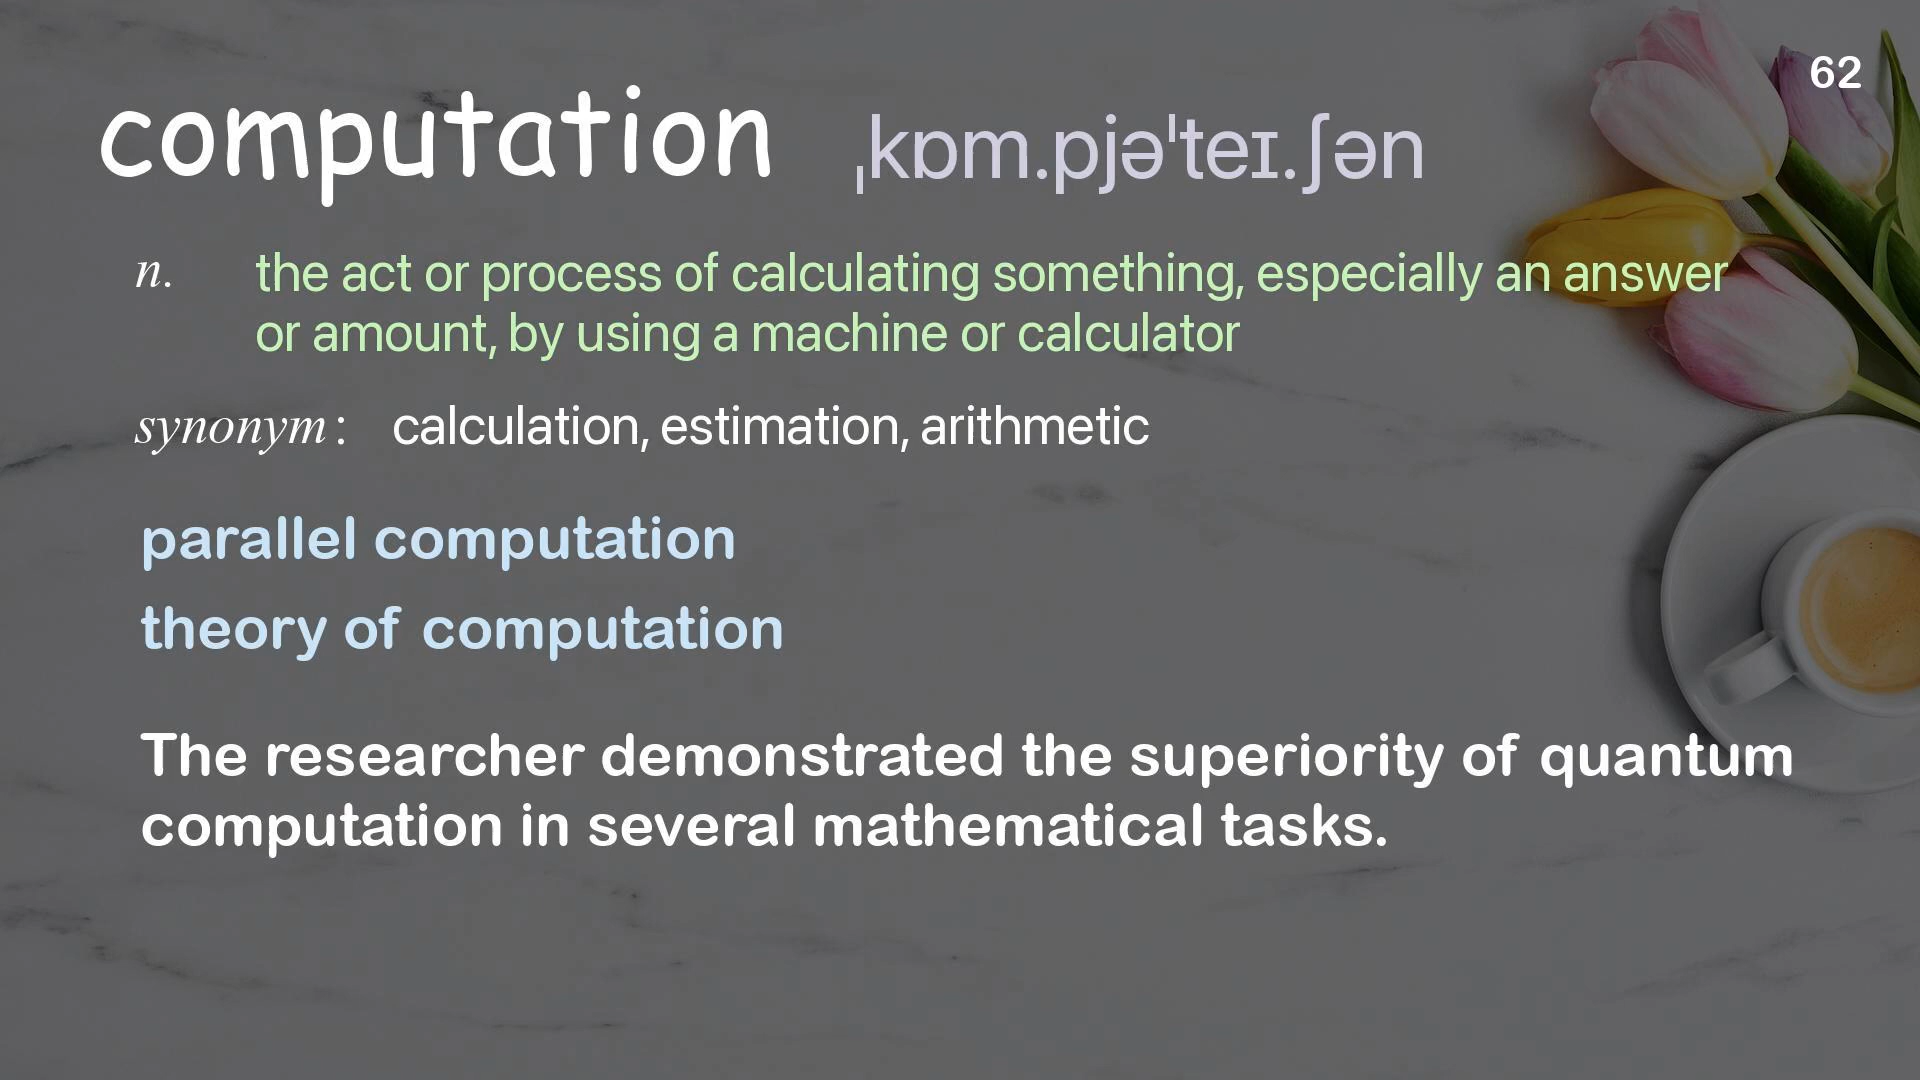 62
computation ˌkɒm.pjəˈteɪ.ʃən
n. the act or process of calculating something, especially an answer
or amount, by using a machine or calculator
synonym : calculation, estimation, arithmetic
parallel computation
theory of computation
The researcher demonstrated the superiority of quantum
computation in several mathematical tasks.